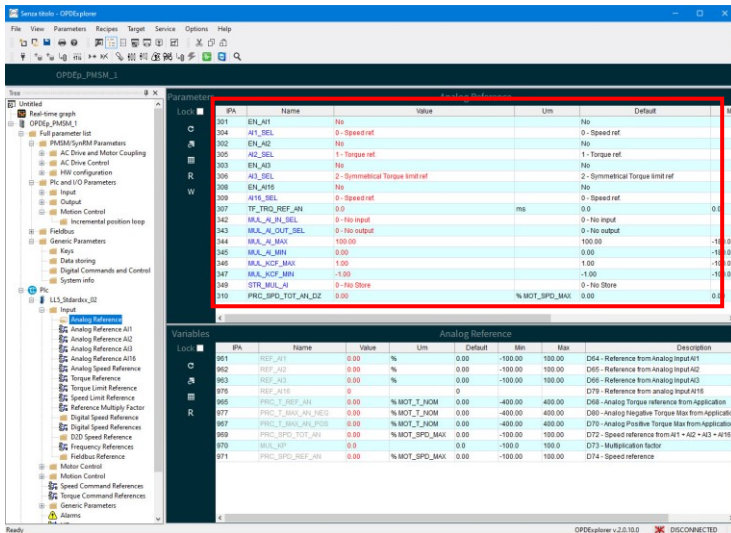 Senza titolo - OPDExplorer
File View Parameters Recipes Target Service Options Help
OPDEp_PMSM_1
Tree
Untitled
Real-time graph
OPDEp_PMSM_1
Full parameter list
PMSM/SynRM Parameters
AC Drive and Motor Coupling
AC Drive Control
HW configuration
Plc and I/O Parameters
Input
Output
Motion Control
Incremental position loop
Fieldbus
Generic Parameters
Keys
Data storing
Digital Commands and Control
System info
Plc
LLS_Stdardxx_02
Input
Analog Reference
Analog Reference AI1
Analog Reference AI2
Analog Reference AI3
Analog Reference AI16
Analog Speed Reference
Torque Reference
Torque Limit Reference
Speed Limit Reference
Reference Multiply Factor
Digital Speed Reference
Digital Speed References
D2D Speed Reference
Frequency References
Fieldbus Reference
Motor Control
Motion Control
Speed Command References
Torque Command References
Generic Parameters
Alarms
Parameters Analog Reference
Lock
R
W
IPA Name Value Um Default
301 EN_AI1 No No
304 AI1_SEL 0 - Speed ref. 0 - Speed ref.
302 EN_AI2 No No
305 AI2_SEL 1 - Torque ref. 1 - Torque ref.
303 EN_AI3 No No
306 AI3_SEL 2 - Symmetrical Torque limit ref 2 - Symmetrical Torque limit ref
308 EN_AI16 No No
309 AI16_SEL 0 - Speed ref. 0 - Speed ref.
307 TF_TRQ_REF_AN 0.0 ms 0.0 0.0
342 MUL_AI_IN_SEL 0 - No input 0 - No input
343 MUL_AI_OUT_SEL 0 - No output 0 - No output
344 MUL_AI_MAX 100.00 100.00
345 MUL_AI_MIN 0.00 0.00
346 MUL_KCF_MAX 1.00 1.00
347 MUL_KCF_MIN -1.00 -1.00
349 STR_MUL_AI 0 - No Store 0 - No Store
310 PRC_SPD_TOT_AN_DZ 0.00 % MOT_SPD_MAX 0.00
Variables Analog Reference
Lock
R
IPA Name Value Um Default Min Max Description
961 REF_AI1 0.00 % 0.00 -100.00 100.00 D64 - Reference from Analog Input AI1
962 REF_AI2 0.00 % 0.00 -100.00 100.00 D65 - Reference from Analog Input AI2
963 REF_AI3 0.00 % 0.00 -100.00 100.00 D66 - Reference from Analog Input AI3
976 REF_AI16 0 0 D79 - Reference from analog Input AI16
965 PRC_T_REF_AN 0.00 % MOT_T_NOM 0.00 -400.00 400.00 D68 - Analog Torque reference from Application
977 PRC_T_MAX_AN_NEG 0.00 % MOT_T_NOM 0.00 -400.00 400.00 D80 - Analog Negative Torque Max from Applicatio
967 PRC_T_MAX_AN_POS 0.00 % MOT_T_NOM 0.00 -400.00 400.00 D70 - Analog Positive Torque Max from Application
969 PRC_SPD_TOT_AN 0.00 % MOT_SPD_MAX 0.00 -100.00 100.00 D72 - Speed reference from AI1 + AI2 + AI3 + AI16
970 MUL_KP 0.0 0.0 -100.0 100.0 D73 - Multiplication factor
971 PRC_SPD_REF_AN 0.00 % MOT_SPD_MAX 0.00 -100.00 100.00 D74 - Speed reference
Ready OPDExplorer v.2.0.10.0 DISCONNECTED